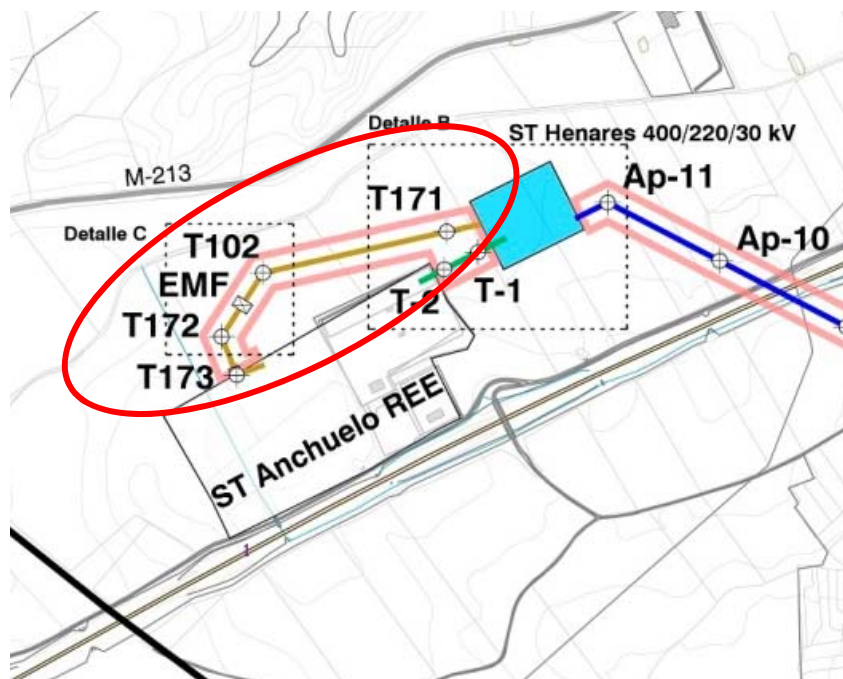 Detalle B
ST Henares 400/220/30 kV
M-213
T171
Ap-11
Detalle C
T102
Ap-10
EMF
T-2
T-1
T172
T173
ST Anchuelo REE
1